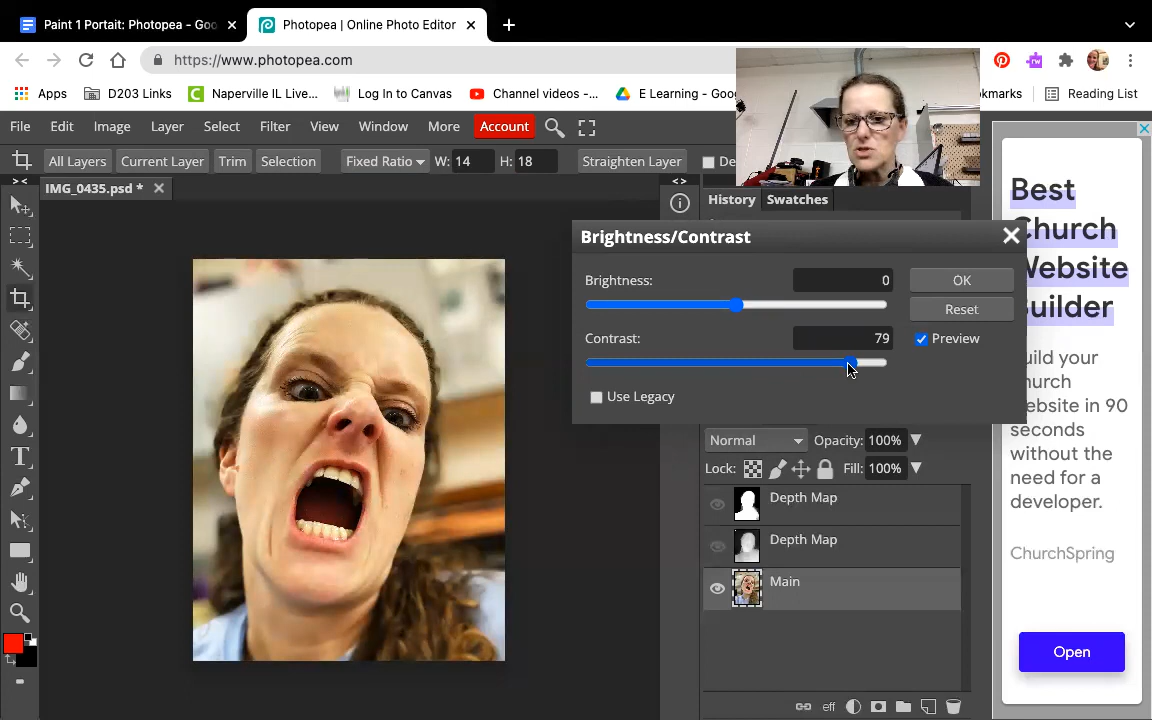 Paint 1 Portait: Photopea - Goo
Photopea | Online Photo Editor
https://www.photopea.com
Apps
D203 Links
Naperville IL Live...
Log In to Canvas
Channel videos -...
E Learning - Goog
okmarks
Reading List
File Edit Image Layer Select Filter View Window More Account
All Layers Current Layer Trim Selection Fixed Ratio W: 14 H: 18 Straighten Layer De
IMG_0435.psd *
History Swatches
Brightness/Contrast
Brightness: 0 OK
Reset
Contrast: 79 Preview
Use Legacy
Normal Opacity: 100%
Lock: Fill: 100%
Depth Map
Depth Map
Main
eff
Best
Church
Website
Builder
Build your
church
website in 90
seconds
without the
need for a
developer.
ChurchSpring
Open